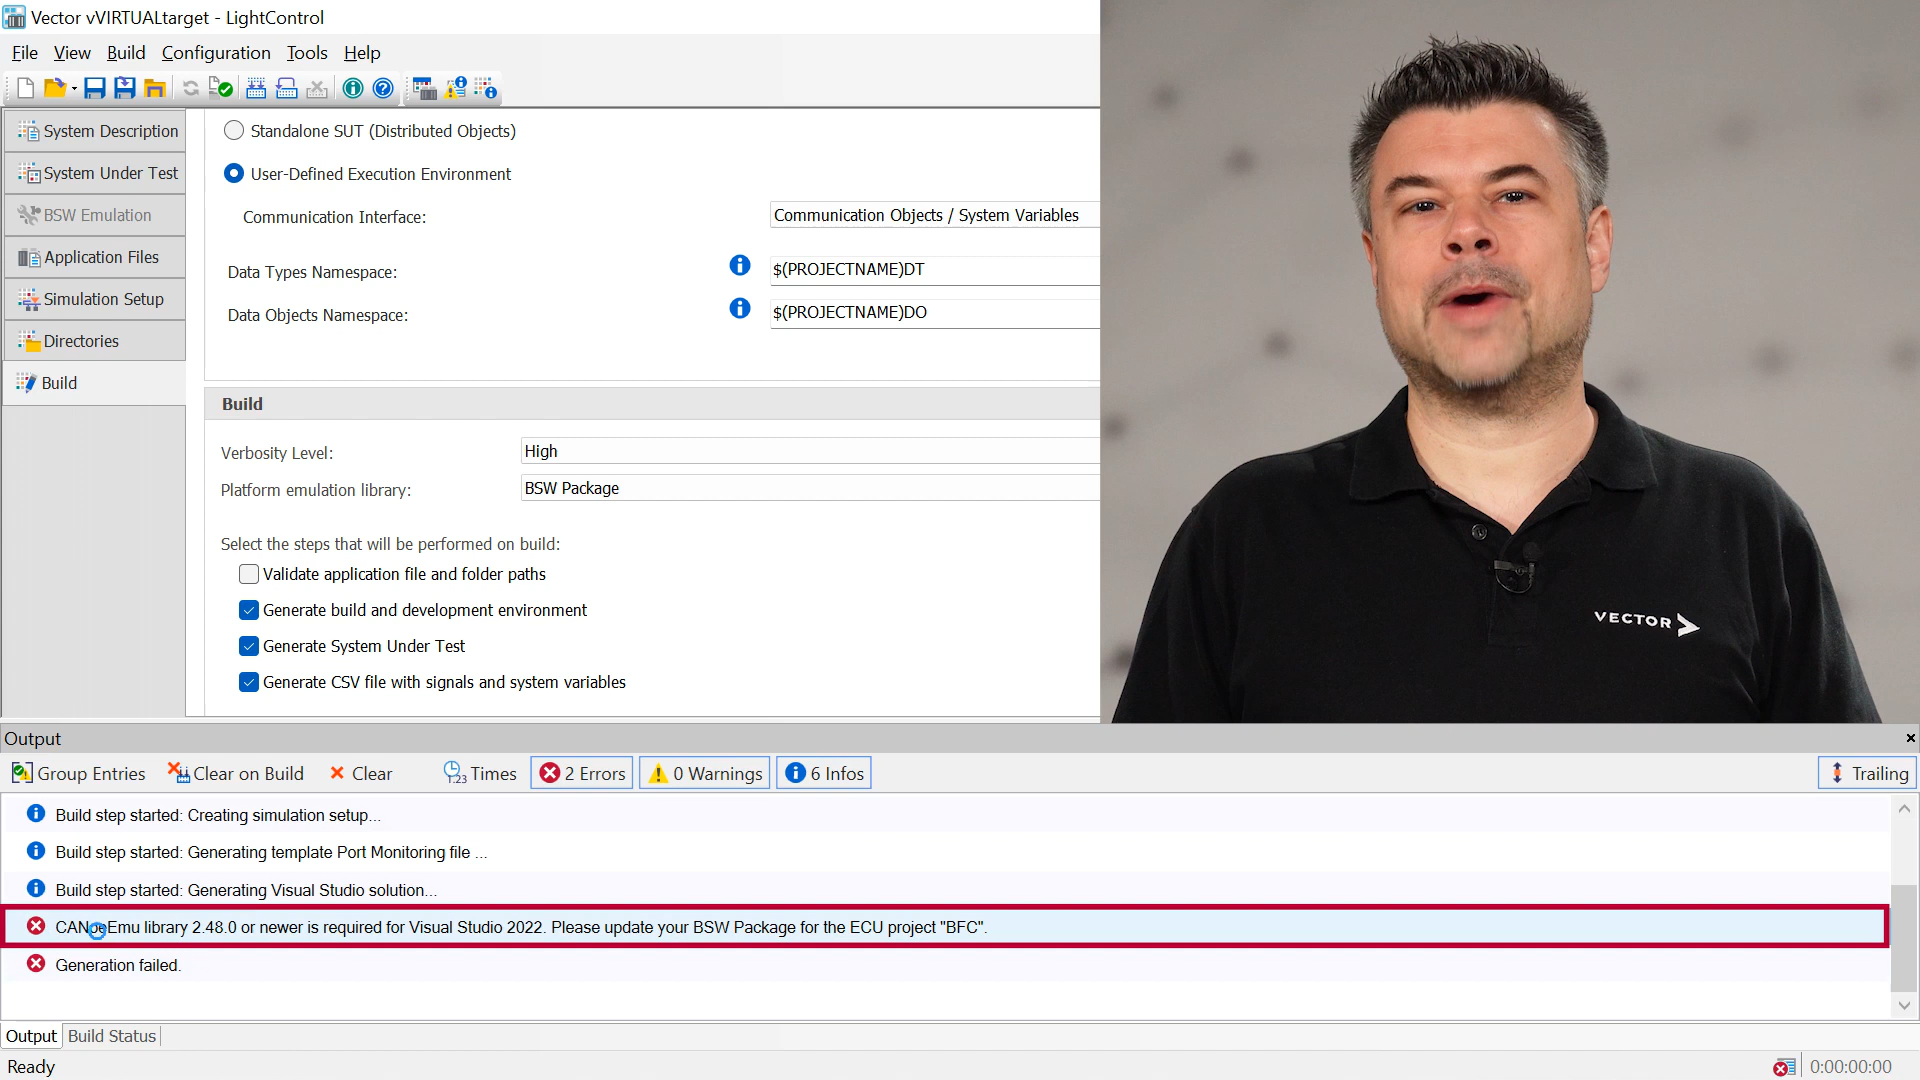 Vector vVIRTUALtarget - LightControl
File View Build Configuration Tools Help
System Description
System Under Test
BSW Emulation
Application Files
Simulation Setup
Directories
Build
Standalone SUT (Distributed Objects)
User-Defined Execution Environment
Communication Interface: Communication Objects / System Variables
Data Types Namespace: $(PROJECTNAME)DT
Data Objects Namespace: $(PROJECTNAME)DO
Build
Verbosity Level: High
Platform emulation library: BSW Package
Select the steps that will be performed on build:
Validate application file and folder paths
Generate build and development environment
Generate System Under Test
Generate CSV file with signals and system variables
VECTOR
Output
Group Entries Clear on Build Clear Times 2 Errors 0 Warnings 6 Infos Trailing
Build step started: Creating simulation setup...
Build step started: Generating template Port Monitoring file ...
Build step started: Generating Visual Studio solution...
CANoeEmu library 2.48.0 or newer is required for Visual Studio 2022. Please update your BSW Package for the ECU project "BFC".
Generation failed.
Output Build Status
Ready 0:00:00:00